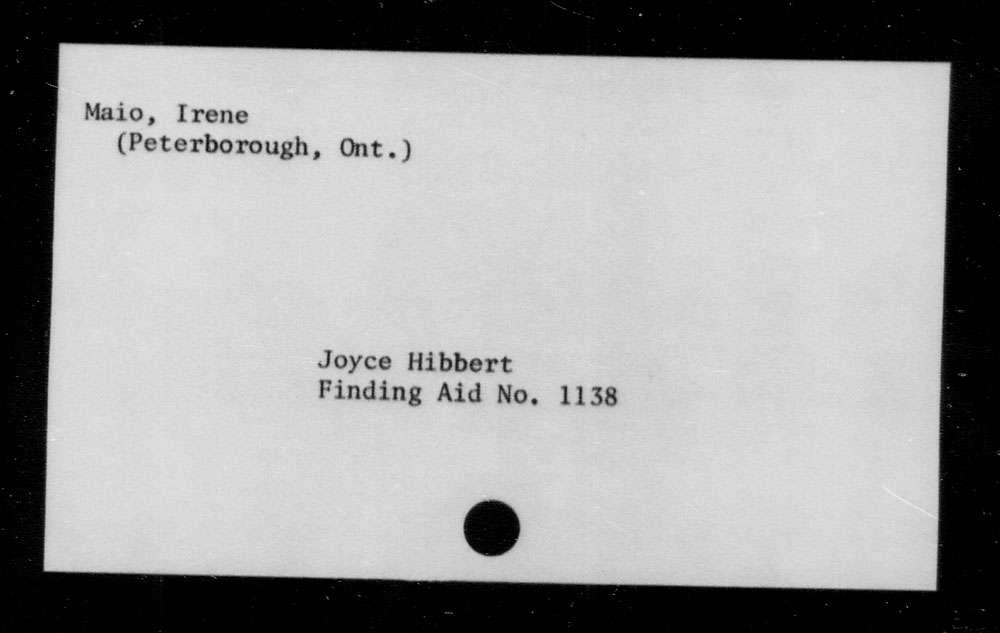 Maio, Irene
(Peterborough, Ont.)
Joyce Hibbert
Finding Aid No. 1138